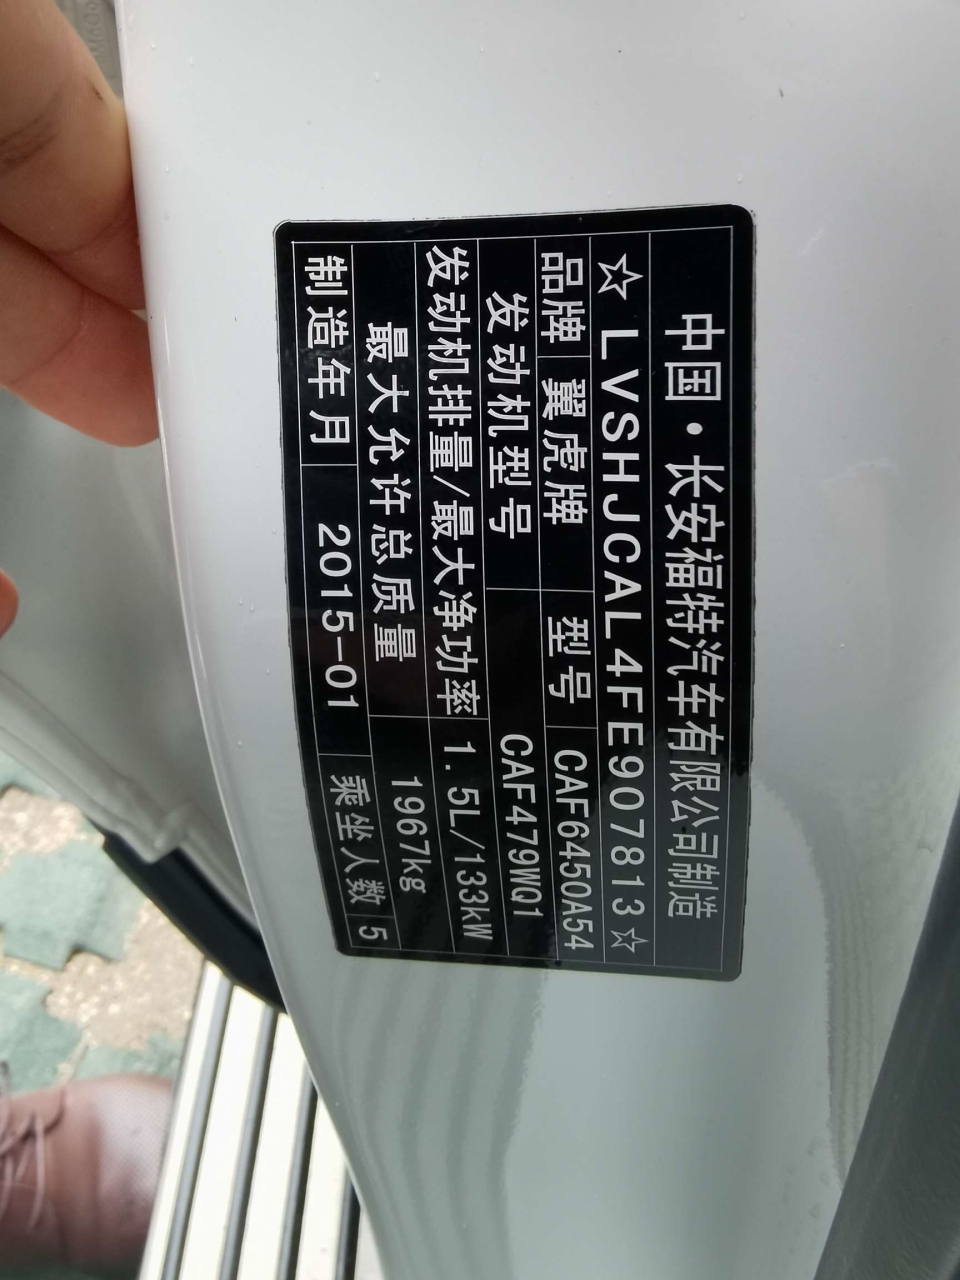 中国·长安福特汽车有限公司制造
☆LVSHJCAL4FE907813☆
品牌 翼虎牌 型号 CAF6450A54
发动机型号 CAF479WQ1
发动机排量/最大净功率 1.5L/133kW
最大允许总质量 1967kg
制造年月 2015-01 乘坐人数 5